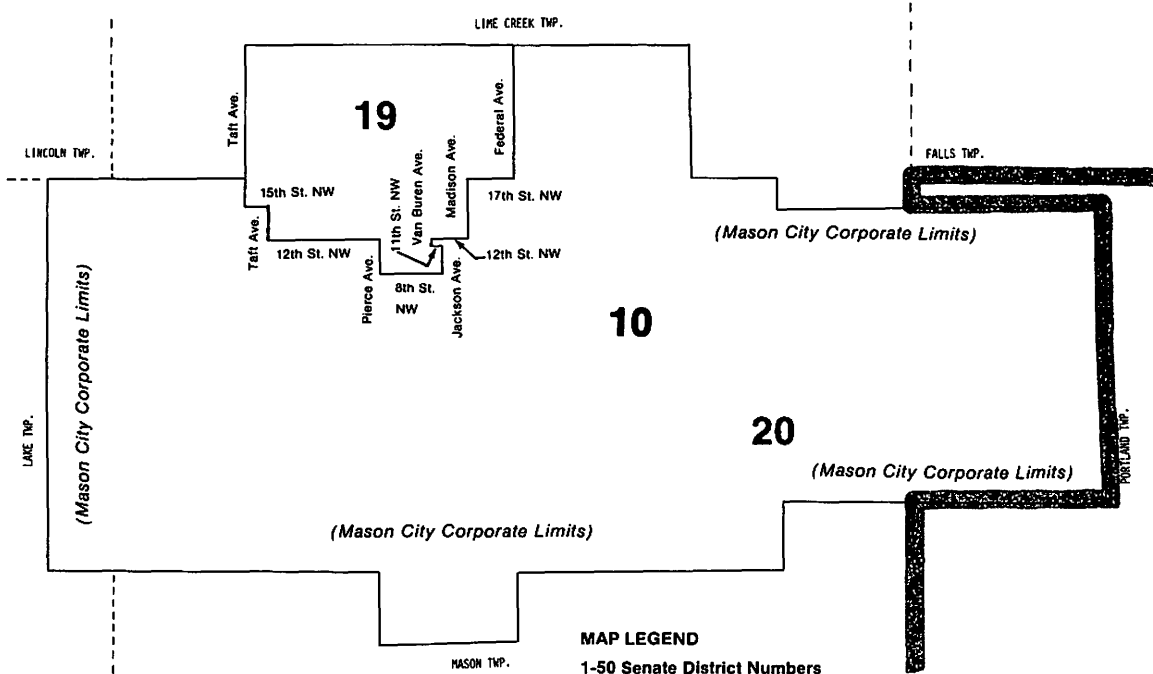 LIME CREEK TWP.
Taft Ave.
19
Federal Ave.
LINCOLN TWP.
FALLS TWP.
15th St. NW
11th St. NW
Van Buren Ave.
Madison Ave.
17th St. NW
Taft Ave.
12th St. NW
12th St. NW
(Mason City Corporate Limits)
Pierce Ave.
8th St.
NW
Jackson Ave.
(Mason City Corporate Limits)
10
LAKE TWP.
20
PORTLAND TWP.
(Mason City Corporate Limits)
(Mason City Corporate Limits)
MASON TWP.
MAP LEGEND
1-50 Senate District Numbers